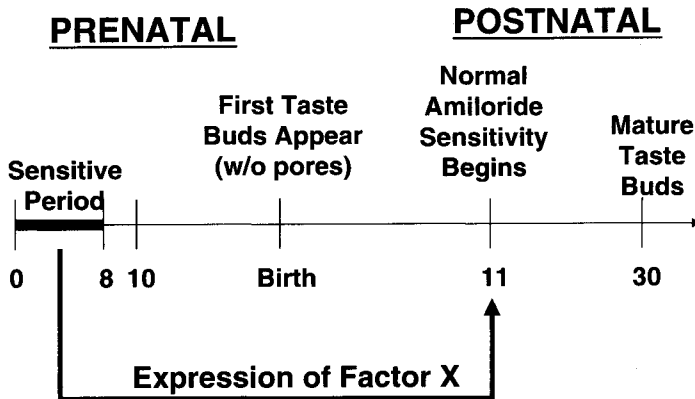 PRENATAL
POSTNATAL
First Taste
Buds Appear
(w/o pores)
Normal
Amiloride
Sensitivity
Begins
Mature
Taste
Buds
Sensitive
Period
0
8
10
Birth
11
30
Expression of Factor X